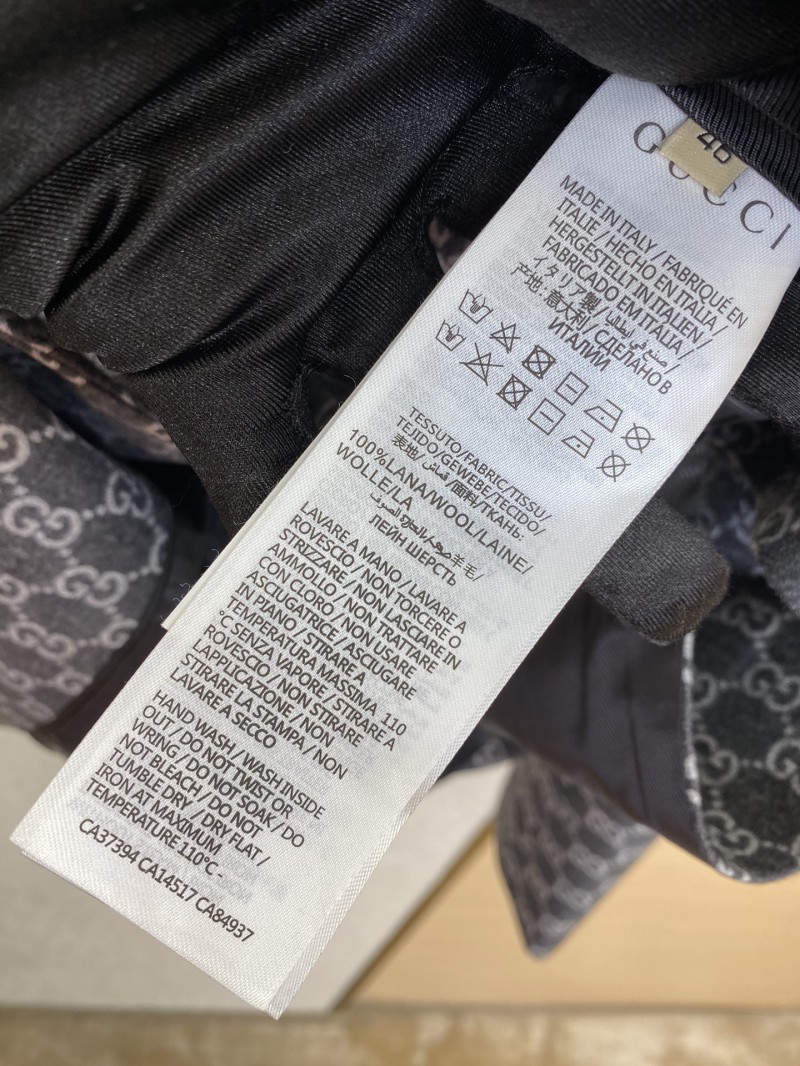 46
GUCCI
MADE IN ITALY / FABRIQUÉ EN
ITALIE / HECHO EN ITALIA /
HERGESTELLT IN ITALIEN /
FABRICADO EM ITALIA /
イタリア製 / صنع في ايطاليا /
产地: 意大利 / СДЕЛАНО В
ИТАЛИИ
TESSUTO/FABRIC/TISSU/
TEJIDO/GEWEBE/TECIDO/
表地/قماش/面料/ТКАНЬ:
100%LANA/WOOL/LAINE/
WOLLE/LA
羊毛/
ЛЕЙН ШЕРСТЬ
LAVARE A MANO / LAVARE A
ROVESCIO / NON TORCERE O
STRIZZARE / NON LASCIARE IN
AMMOLLO / NON TRATTARE
CON CLORO / NON USARE
ASCIUGATRICE / ASCIUGARE
IN PIANO / STIRARE A
TEMPERATURA MASSIMA 110
°C SENZA VAPORE / STIRARE A
ROVESCIO / NON STIRARE
LAPPLICAZIONE / NON
STIRARE LA STAMPA / NON
LAVARE A SECCO
HAND WASH / WASH INSIDE
OUT / DO NOT TWIST OR
WRING / DO NOT SOAK / DO
NOT BLEACH / DO NOT
TUMBLE DRY / DRY FLAT /
IRON AT MAXIMUM
TEMPERATURE 110°C -
CA37394 CA14517 CA84937